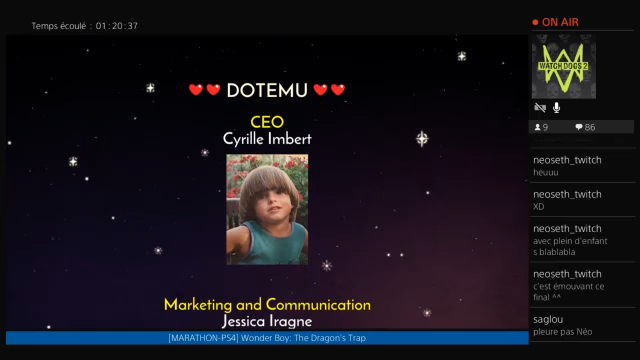 Temps écoulé : 01:20:37
ON AIR
WATCH DOGS 2
9 86
DOTEMU
CEO
Cyrille Imbert
Marketing and Communication
Jessica Iragne
[MARATHON-PS4] Wonder Boy: The Dragon's Trap
neoseth_twitch
heuuu
neoseth_twitch
XD
neoseth_twitch
avec plein d'enfant
s blablabla
neoseth_twitch
c'est émouvant ce
final ^^
saglou
pleure pas Néo